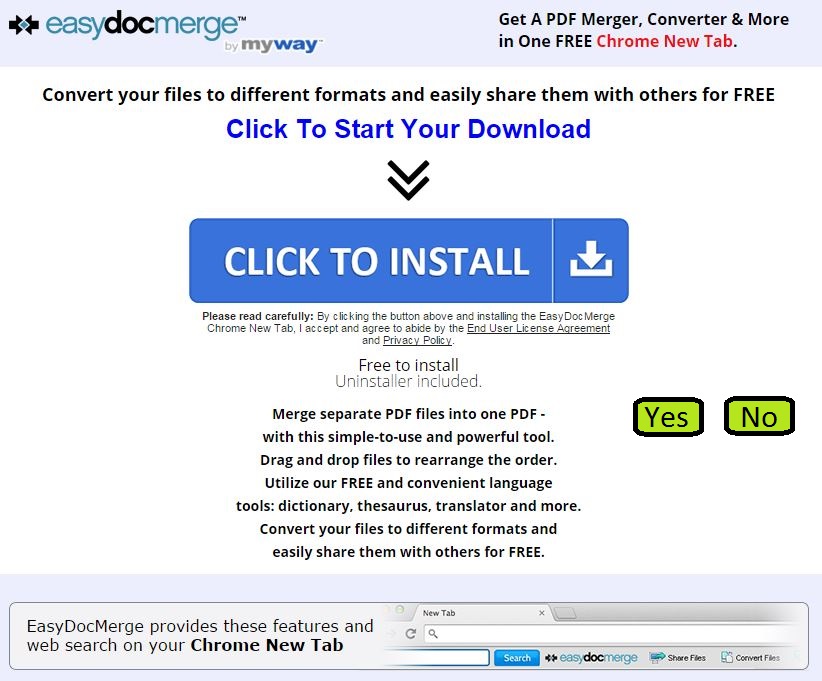 easydocmerge™
by myway™
Get A PDF Merger, Converter & More
in One FREE Chrome New Tab.
Convert your files to different formats and easily share them with others for FREE
Click To Start Your Download
CLICK TO INSTALL
Please read carefully: By clicking the button above and installing the EasyDocMerge
Chrome New Tab, I accept and agree to abide by the End User License Agreement
and Privacy Policy.
Free to install
Uninstaller included.
Merge separate PDF files into one PDF -
with this simple-to-use and powerful tool.
Drag and drop files to rearrange the order.
Utilize our FREE and convenient language
tools: dictionary, thesaurus, translator and more.
Convert your files to different formats and
easily share them with others for FREE.
Yes No
EasyDocMerge provides these features and
web search on your Chrome New Tab
New Tab
Search easydocmerge Share Files Convert Files